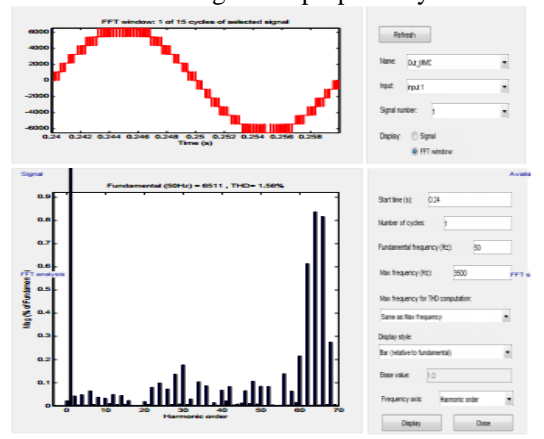 FFT window: 1 of 15 cycles of selected signal
6000
4000
2000
0
-2000
-4000
-6000
0.24 0.242 0.244 0.246 0.248 0.25 0.252 0.254 0.256 0.258
Time (s)
Refresh
Name: Out_MMC
Input: input 1
Signal number: 1
Display: Signal
FFT window
Signal
Fundamental (50Hz) = 6511 , THD= 1.56%
0.9
0.8
0.7
0.6
FFT analysis
0.5
0.4
0.3
0.2
0.1
0
Mag (% of Fundamental)
0 10 20 30 40 50 60 70
Harmonic order
Availa
Start time (s): 0.24
Number of cycles: 1
Fundamental frequency (Hz): 50
Max frequency (Hz): 3500
FFT s
Max frequency for THD computation:
Same as Max frequency
Display style:
Bar (relative to fundamental)
Base value: 1.0
Frequency axis: Harmonic order
Display Close